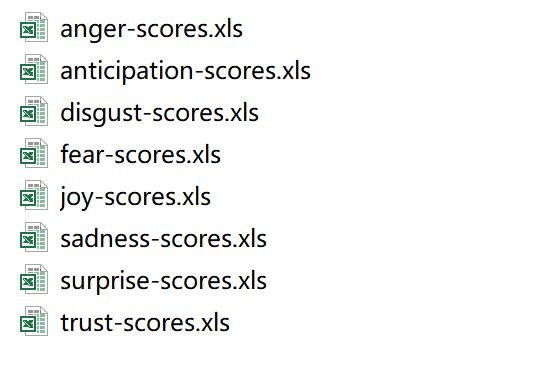 anger-scores.xls
anticipation-scores.xls
disgust-scores.xls
fear-scores.xls
joy-scores.xls
sadness-scores.xls
surprise-scores.xls
trust-scores.xls